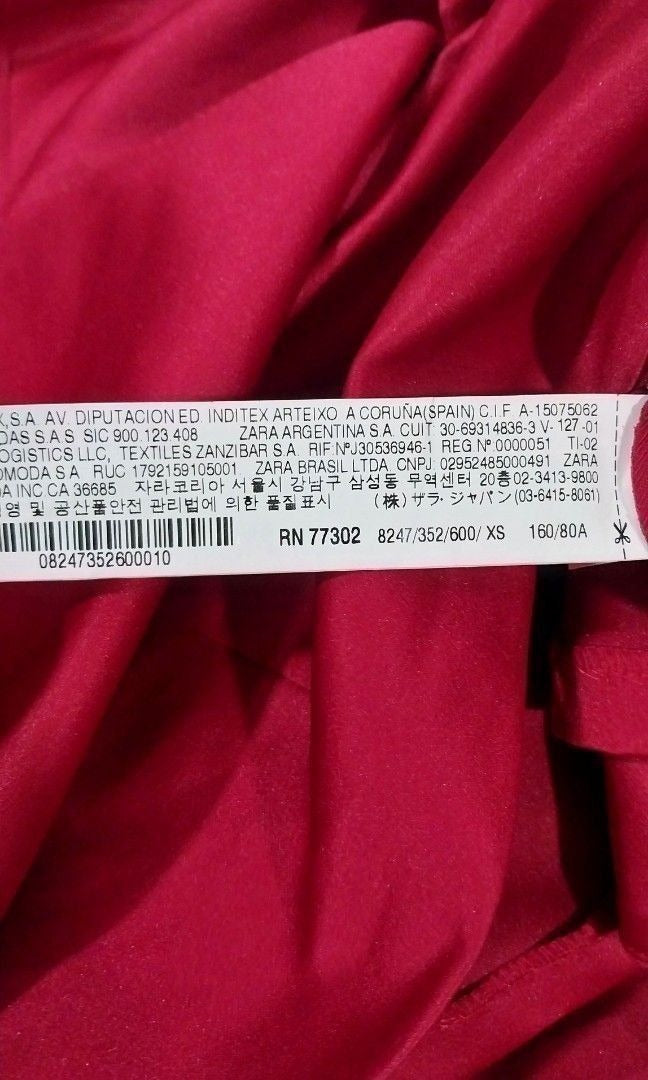 X,S.A. AV. DIPUTACION ED. INDITEX ARTEIXO A CORUÑA(SPAIN) C.I.F. A-15075062
DAS S A S SIC 900.123.408 ZARA ARGENTINA S.A. CUIT 30-69314836-3 V- 127 -01
OGISTICS LLC, TEXTILES ZANZIBAR S.A. RIF:NºJ30536946-1 REG Nº:0000051 TI-02
OMODA S.A RUC 1792159105001 ZARA BRASIL LTDA. CNPJ: 02952485000491 ZARA
DA INC CA 36685 자라코리아 서울시 강남구 삼성동 무역센터 20층 02-3413-9800
영 및 공산품안전 관리법에 의한 품질표시 (株) ザラ・ジャパン (03-6415-8061)
08247352600010 RN 77302 8247/352/600/ XS 160/80A